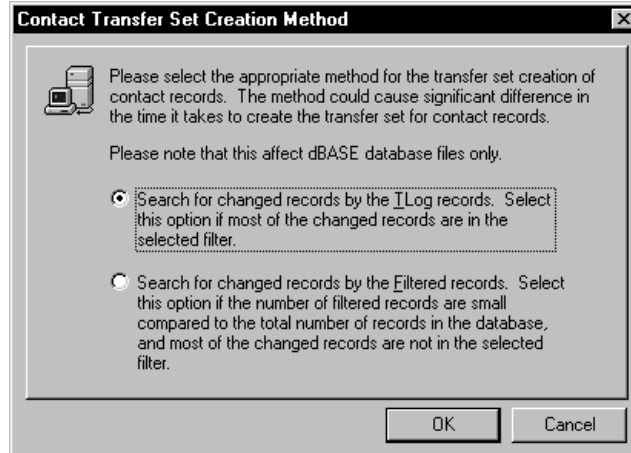 Contact Transfer Set Creation Method
Please select the appropriate method for the transfer set creation of
contact records. The method could cause significant difference in
the time it takes to create the transfer set for contact records.
Please note that this affect dBASE database files only.
Search for changed records by the TLog records. Select
this option if most of the changed records are in the
selected filter.
Search for changed records by the Filtered records. Select
this option if the number of filtered records are small
compared to the total number of records in the database,
and most of the changed records are not in the selected
filter.
OK
Cancel